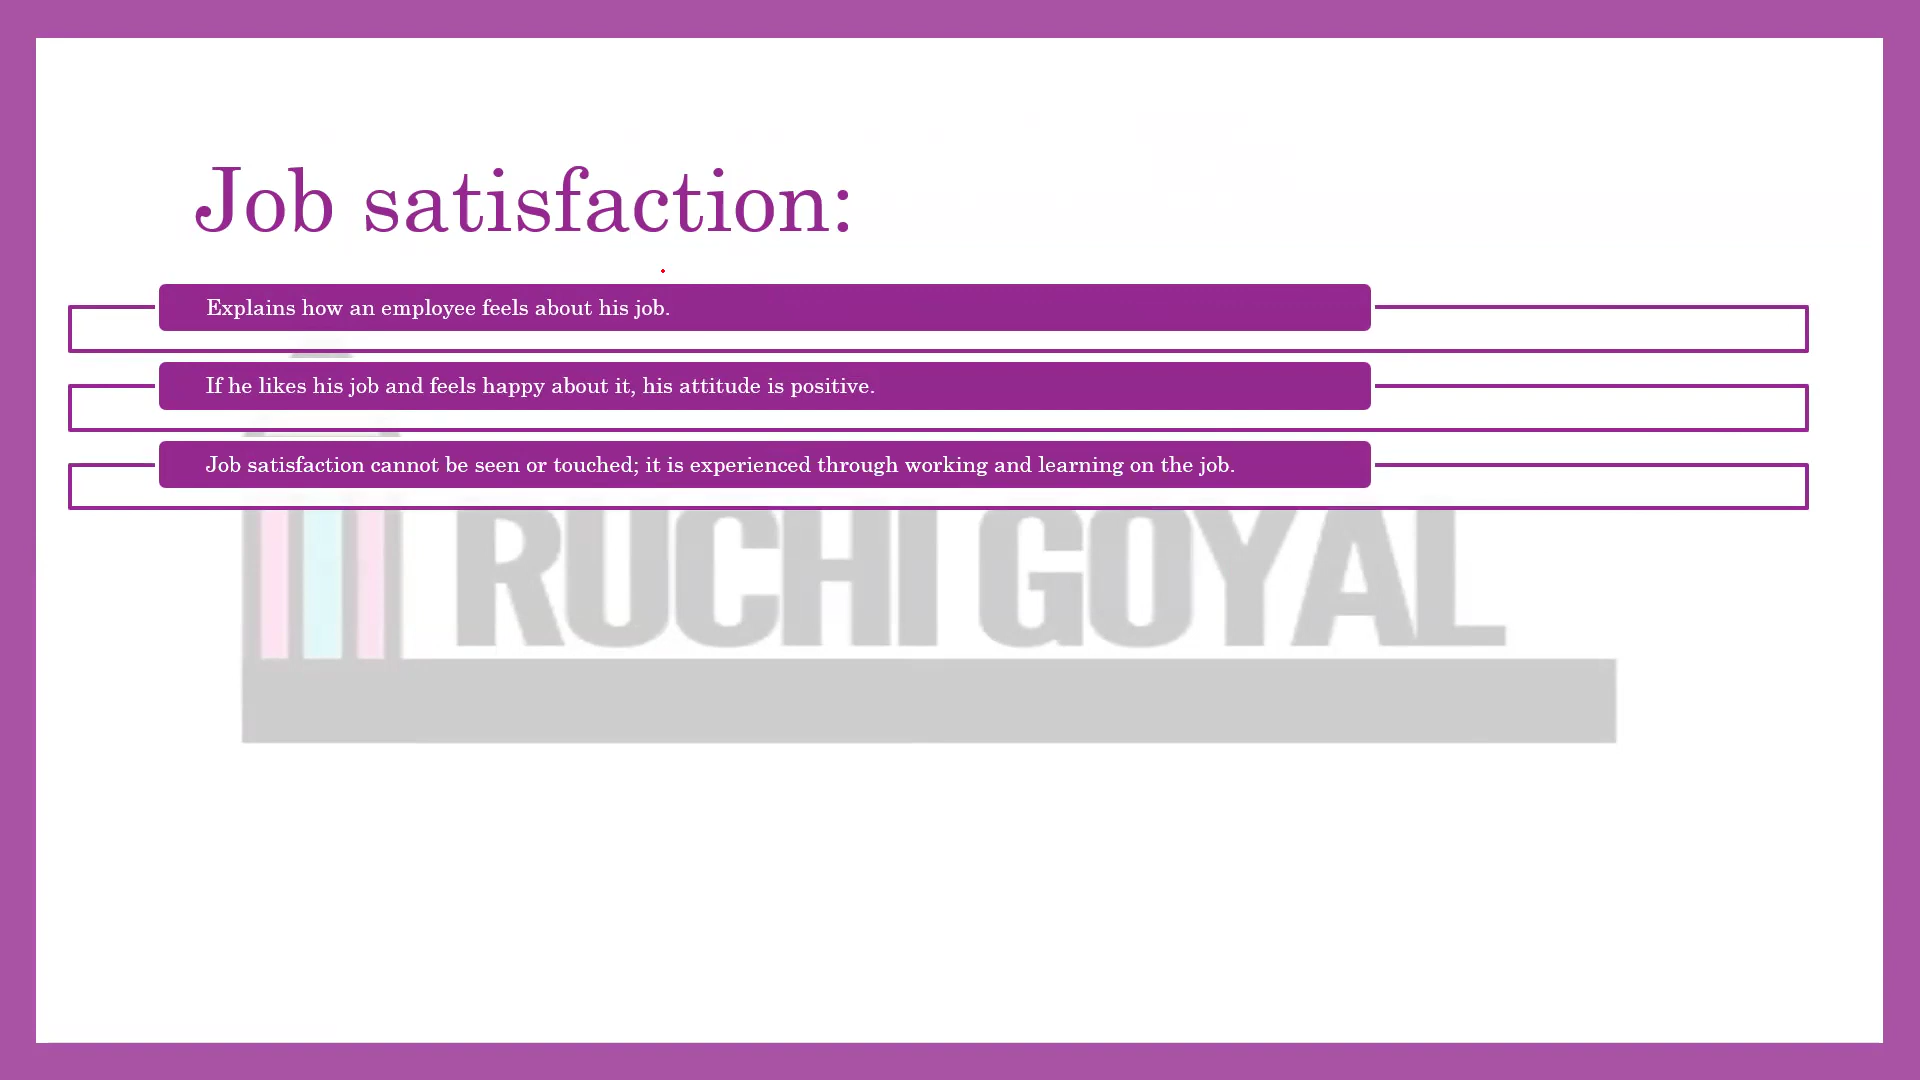 Job satisfaction:
Explains how an employee feels about his job.
If he likes his job and feels happy about it, his attitude is positive.
Job satisfaction cannot be seen or touched; it is experienced through working and learning on the job.
RUCHI GOYAL